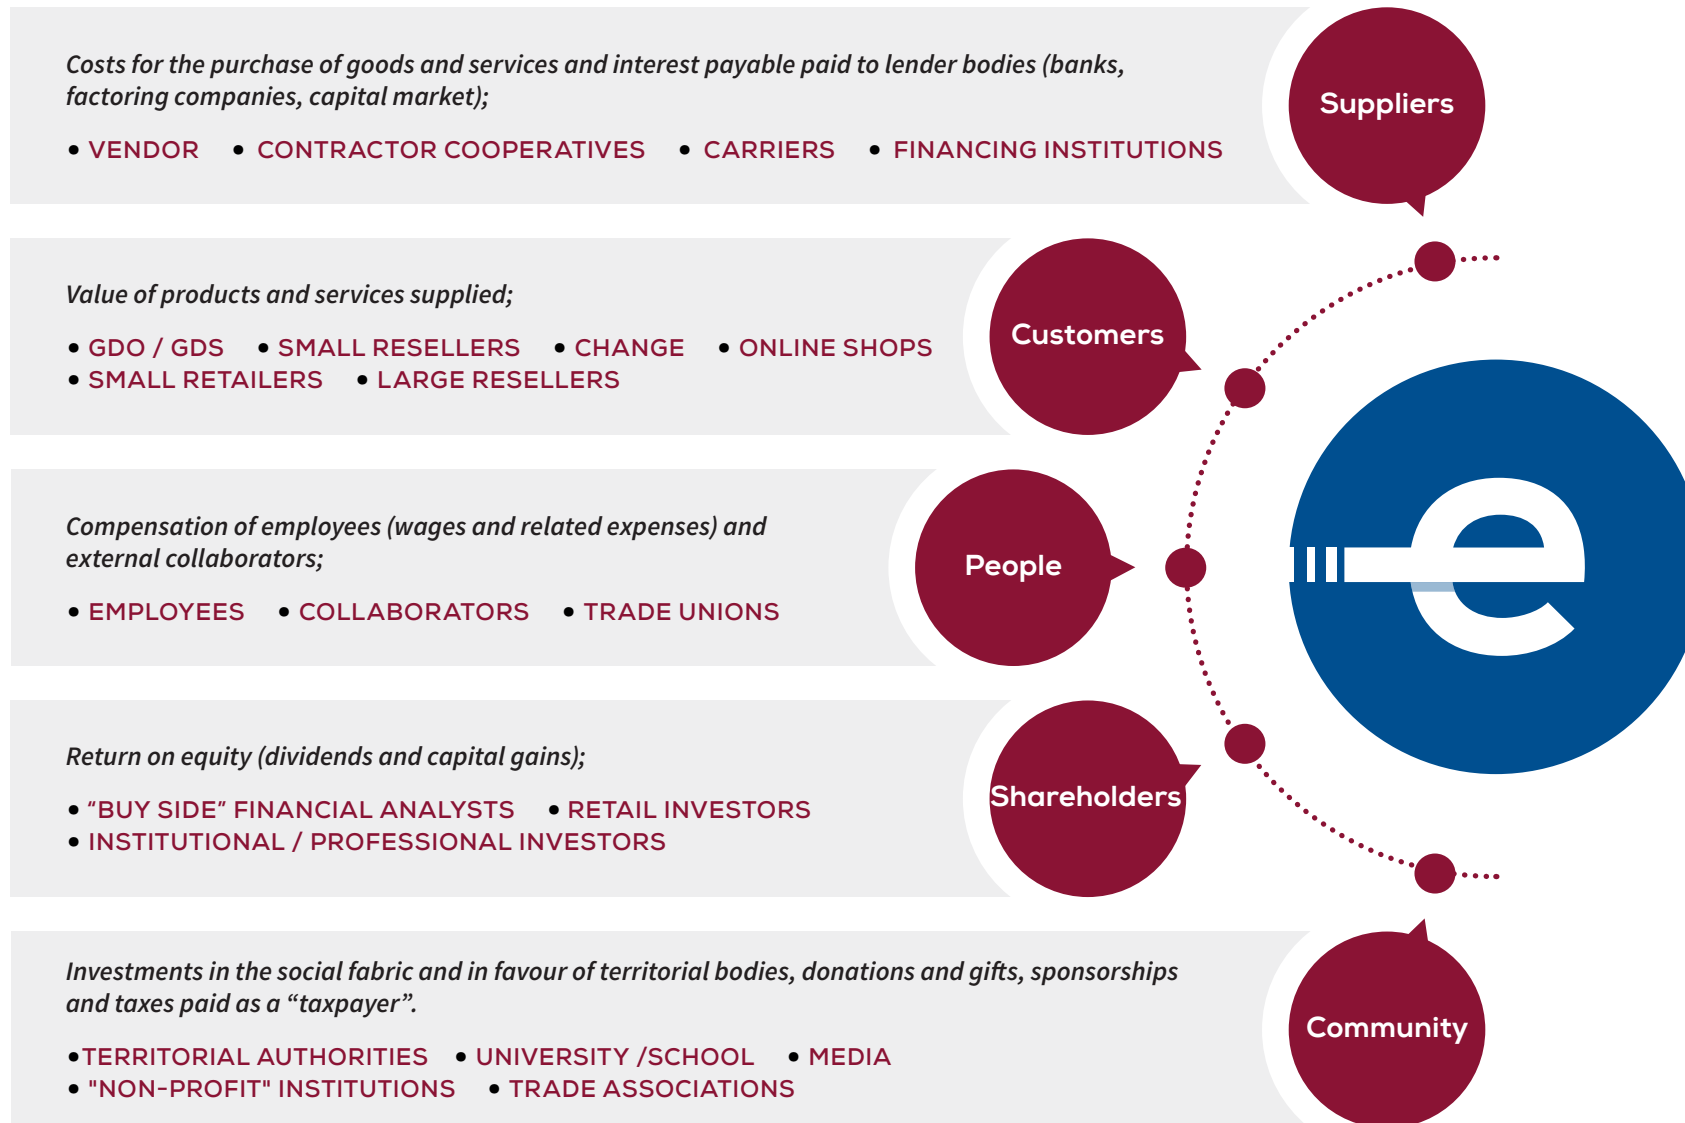 Costs for the purchase of goods and services and interest payable paid to lender bodies (banks,
factoring companies, capital market);
• VENDOR • CONTRACTOR COOPERATIVES • CARRIERS • FINANCING INSTITUTIONS
Suppliers
Value of products and services supplied;
• GDO / GDS • SMALL RESELLERS • CHANGE • ONLINE SHOPS
• SMALL RETAILERS • LARGE RESELLERS
Customers
Compensation of employees (wages and related expenses) and
external collaborators;
• EMPLOYEES • COLLABORATORS • TRADE UNIONS
People
e
Return on equity (dividends and capital gains);
• “BUY SIDE” FINANCIAL ANALYSTS • RETAIL INVESTORS
• INSTITUTIONAL / PROFESSIONAL INVESTORS
Shareholders
Investments in the social fabric and in favour of territorial bodies, donations and gifts, sponsorships
and taxes paid as a “taxpayer”.
•TERRITORIAL AUTHORITIES • UNIVERSITY /SCHOOL • MEDIA
• "NON-PROFIT" INSTITUTIONS • TRADE ASSOCIATIONS
Community